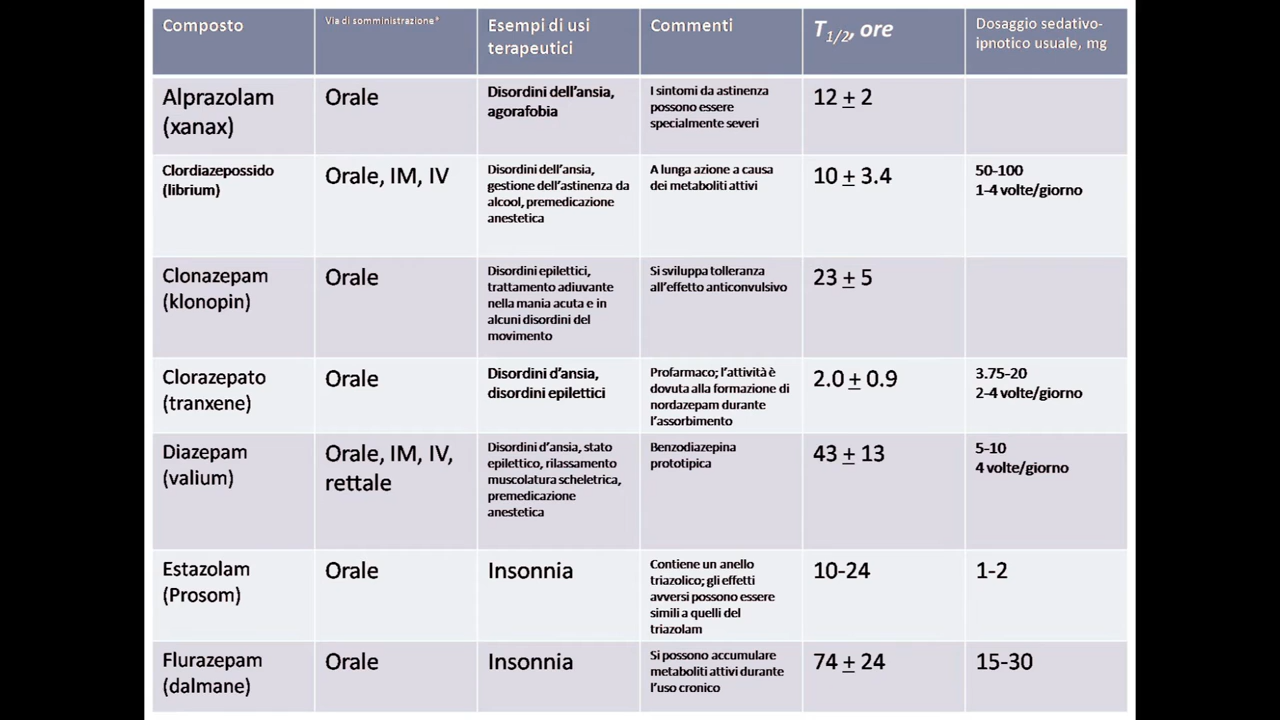 Composto
Via di somministrazione*
Esempi di usi
terapeutici
Commenti
T1/2, ore
Dosaggio sedativo-
ipnotico usuale, mg
Alprazolam
(xanax)
Orale
Disordini dell'ansia,
agorafobia
I sintomi da astinenza
possono essere
specialmente severi
12 ± 2
Clordiazepossido
(librium)
Orale, IM, IV
Disordini dell'ansia,
gestione dell'astinenza da
alcool, premedicazione
anestetica
A lunga azione a causa
dei metaboliti attivi
10 ± 3.4
50-100
1-4 volte/giorno
Clonazepam
(klonopin)
Orale
Disordini epilettici,
trattamento adiuvante
nella mania acuta e in
alcuni disordini del
movimento
Si sviluppa tolleranza
all'effetto anticonvulsivo
23 ± 5
Clorazepato
(tranxene)
Orale
Disordini d'ansia,
disordini epilettici
Profarmaco; l'attività è
dovuta alla formazione di
nordazepam durante
l'assorbimento
2.0 ± 0.9
3.75-20
2-4 volte/giorno
Diazepam
(valium)
Orale, IM, IV,
rettale
Disordini d'ansia, stato
epilettico, rilassamento
muscolatura scheletrica,
premedicazione
anestetica
Benzodiazepina
prototipica
43 ± 13
5-10
4 volte/giorno
Estazolam
(Prosom)
Orale
Insonnia
Contiene un anello
triazolico; gli effetti
avversi possono essere
simili a quelli del
triazolam
10-24
1-2
Flurazepam
(dalmane)
Orale
Insonnia
Si possono accumulare
metaboliti attivi durante
l'uso cronico
74 ± 24
15-30